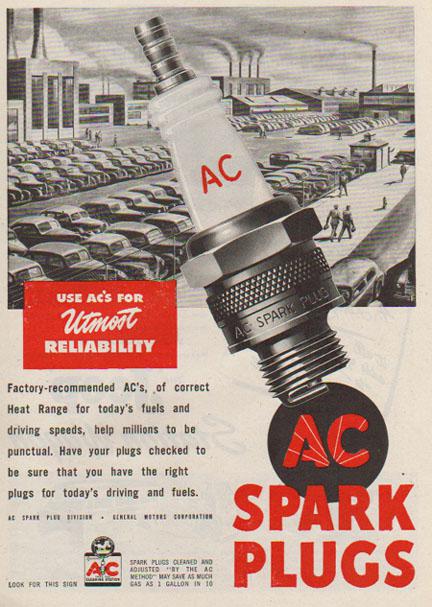 AC
AC SPARK PLUG
USE AC'S FOR
Utmost
RELIABILITY
Factory-recommended AC's, of correct
Heat Range for today's fuels and
driving speeds, help millions to be
punctual. Have your plugs checked to
be sure that you have the right
plugs for today's driving and fuels.
AC SPARK PLUG DIVISION • GENERAL MOTORS CORPORATION
LOOK FOR THIS SIGN
AC
CLEANING STATION
SPARK PLUGS CLEANED AND
ADJUSTED "BY THE AC
METHOD" MAY SAVE AS MUCH
GAS AS 1 GALLON IN 10
AC
SPARK
PLUGS